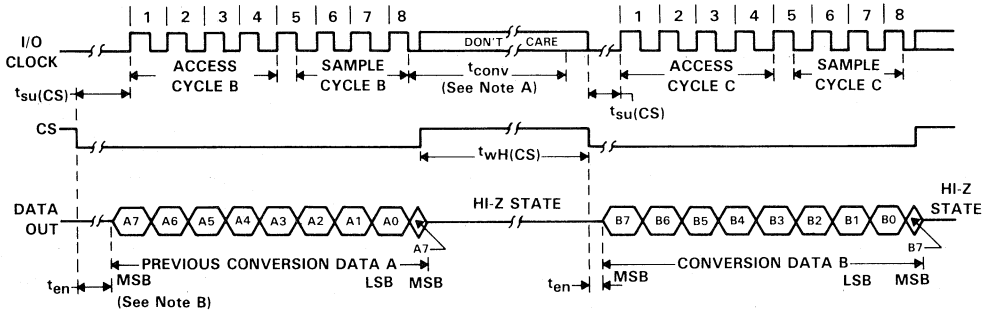 1 2 3 4 5 6 7 8 1 2 3 4 5 6 7 8
I/O
CLOCK
DON'T CARE
ACCESS
CYCLE B
SAMPLE
CYCLE B
tconv
(See Note A)
ACCESS
CYCLE C
SAMPLE
CYCLE C
tsu(CS)
tsu(CS)
CS
twH(CS)
DATA
OUT
A7 A6 A5 A4 A3 A2 A1 A0
A7
HI-Z STATE
B7 B6 B5 B4 B3 B2 B1 B0
B7
HI-Z
STATE
PREVIOUS CONVERSION DATA A
CONVERSION DATA B
ten
MSB
LSB
MSB
ten
MSB
LSB
MSB
(See Note B)